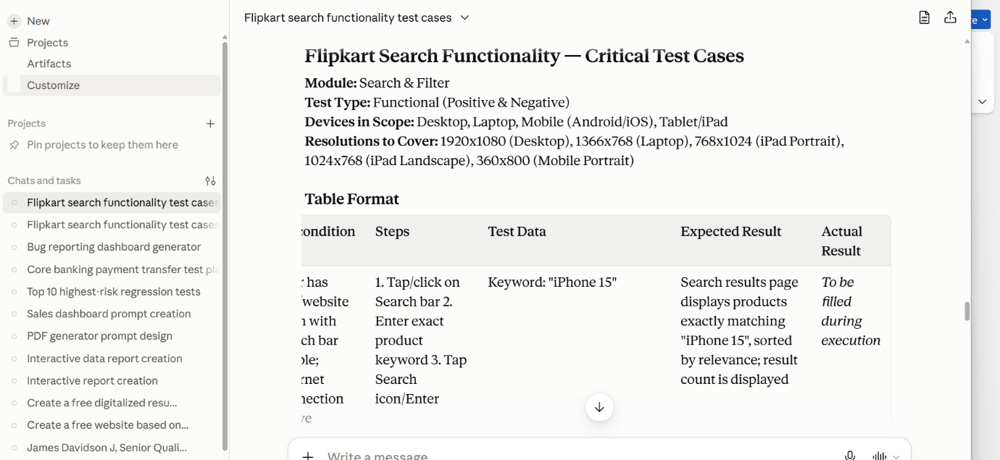 New
Projects
Artifacts
Customize
Projects
Pin projects to keep them here
Chats and tasks
Flipkart search functionality test cases
Flipkart search functionality test cases
Bug reporting dashboard generator
Core banking payment transfer test pla
Top 10 highest-risk regression tests
Sales dashboard prompt creation
PDF generator prompt design
Interactive data report creation
Interactive report creation
Create a free digitalized resu...
Create a free website based on...
James Davidson J, Senior Quali...
Flipkart search functionality test cases
Flipkart Search Functionality — Critical Test Cases
Module: Search & Filter
Test Type: Functional (Positive & Negative)
Devices in Scope: Desktop, Laptop, Mobile (Android/iOS), Tablet/iPad
Resolutions to Cover: 1920x1080 (Desktop), 1366x768 (Laptop), 768x1024 (iPad Portrait),
1024x768 (iPad Landscape), 360x800 (Mobile Portrait)
Table Format
condition
Steps
Test Data
Expected Result
Actual
Result
r has
/website
n with
ch bar
ble;
rnet
nection
ve
1. Tap/click on
Search bar 2.
Enter exact
product
keyword 3. Tap
Search
icon/Enter
Keyword: "iPhone 15"
Search results page
displays products
exactly matching
"iPhone 15", sorted
by relevance; result
count is displayed
To be
filled
during
execution
Write a message
e